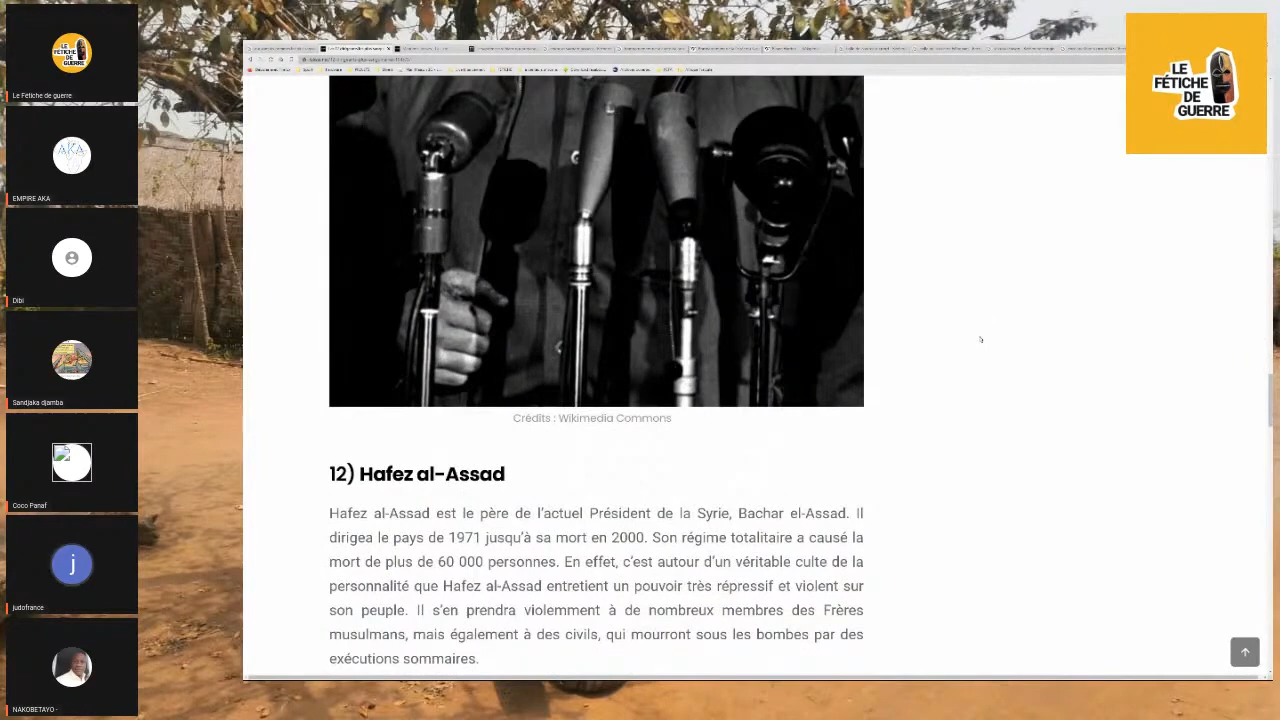 LE
FÉTICHE
DE
GUERRE
Le Fétiche de guerre
AKA
EMPIRE AKA
Dibi
Sandjaka djamba
Coco Panaf
j
judofrance
NAKOBETAYO -
Crédits : Wikimedia Commons
12) Hafez al-Assad
Hafez al-Assad est le père de l'actuel Président de la Syrie, Bachar el-Assad. Il
dirigea le pays de 1971 jusqu'à sa mort en 2000. Son régime totalitaire a causé la
mort de plus de 60 000 personnes. En effet, c'est autour d'un véritable culte de la
personnalité que Hafez al-Assad entretient un pouvoir très répressif et violent sur
son peuple. Il s'en prendra violemment à de nombreux membres des Frères
musulmans, mais également à des civils, qui mourront sous les bombes par des
exécutions sommaires.
LE
FÉTICHE
DE
GUERRE